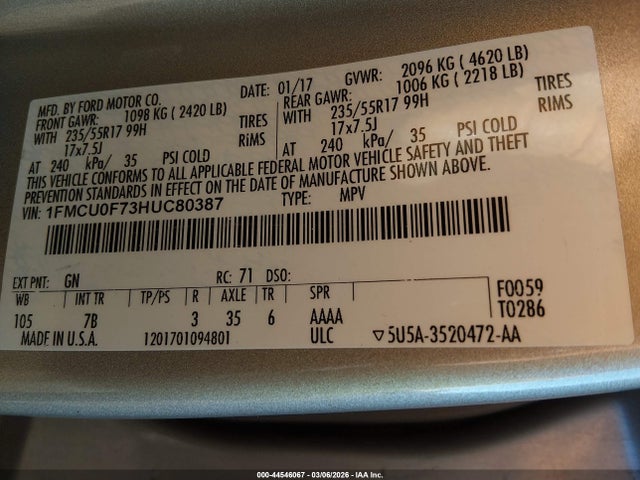 MFD. BY FORD MOTOR CO.
DATE: 01/17 GVWR: 2096 KG ( 4620 LB)
FRONT GAWR: 1098 KG ( 2420 LB) REAR GAWR: 1006 KG ( 2218 LB)
WITH 235/55R17 99H TIRES WITH 235/55R17 99H TIRES
17x7.5J RIMS 17x7.5J RIMS
AT 240 kPa/ 35 PSI COLD AT 240 kPa/ 35 PSI COLD
THIS VEHICLE CONFORMS TO ALL APPLICABLE FEDERAL MOTOR VEHICLE SAFETY AND THEFT
PREVENTION STANDARDS IN EFFECT ON THE DATE OF MANUFACTURE SHOWN ABOVE.
VIN: 1FMCU0F73HUC80387 TYPE: MPV
EXT PNT: GN RC: 71 DSO:
WB INT TR TP/PS R AXLE TR SPR F0059
105 7B 3 35 6 AAAA T0286
MADE IN U.S.A. 1201701094801 ULC ▽5U5A-3520472-AA
000-44546067 - 03/06/2026 - IAA Inc.